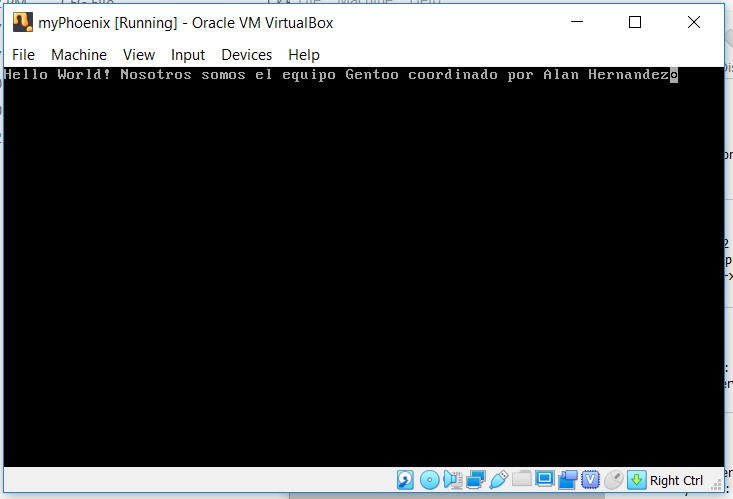 myPhoenix [Running] - Oracle VM VirtualBox
File Machine View Input Devices Help
Hello World! Nosotros somos el equipo Gentoo coordinado por Alan Hernandezo
Right Ctrl